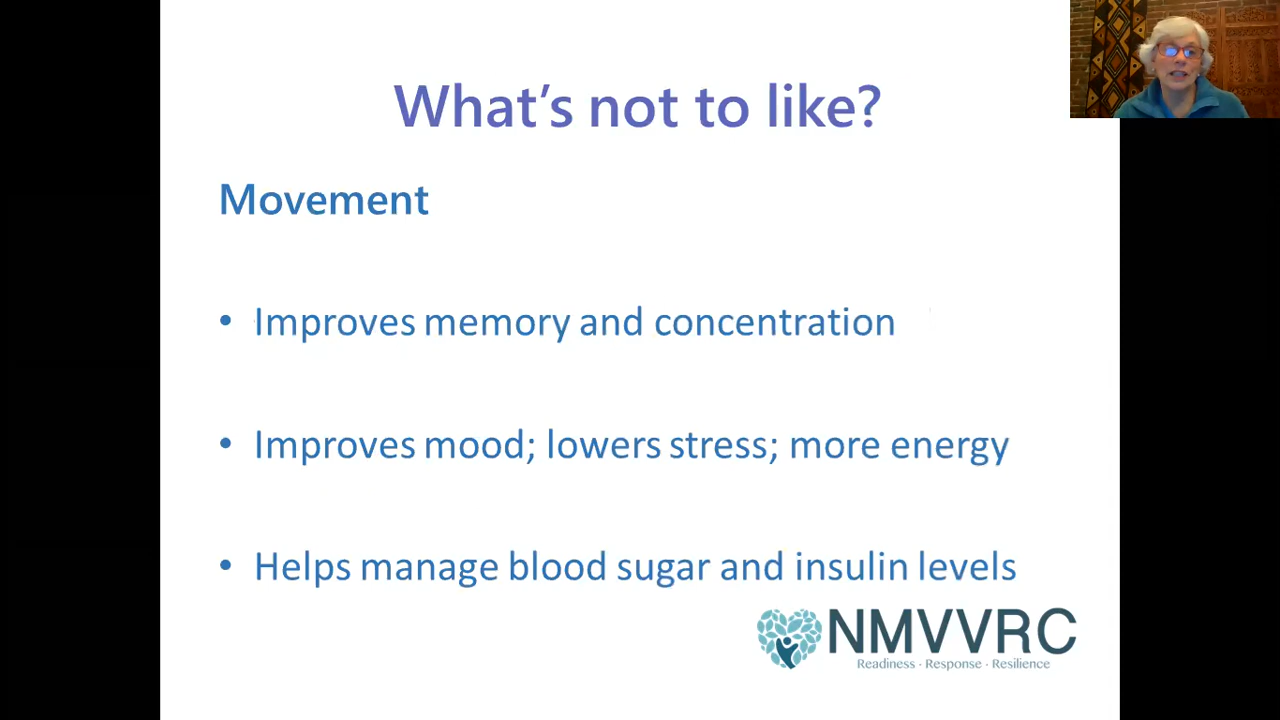 What's not to like?
Movement
• Improves memory and concentration
• Improves mood; lowers stress; more energy
• Helps manage blood sugar and insulin levels
NMVVRC
Readiness · Response · Resilience